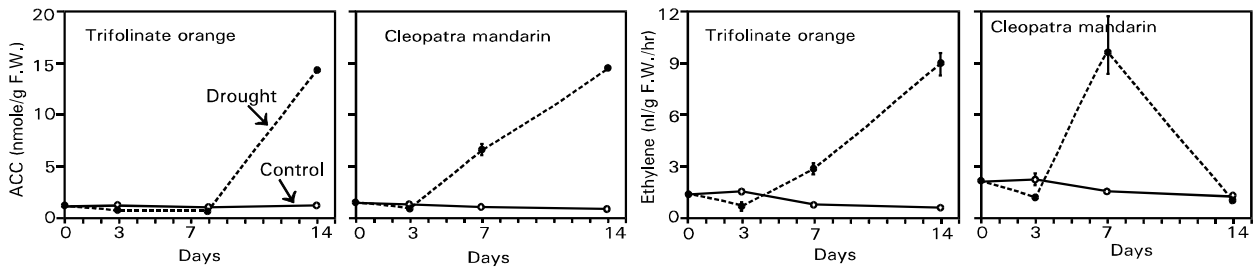 ACC (nmole/g F.W.)
20
15
10
5
0
Trifolinate orange
Drought
Control
0 3 7 14
Days
Cleopatra mandarin
0 3 7 14
Days
Ethylene (nl/g F.W./hr)
12
9
6
3
0
Trifolinate orange
0 3 7 14
Days
Cleopatra mandarin
0 3 7 14
Days